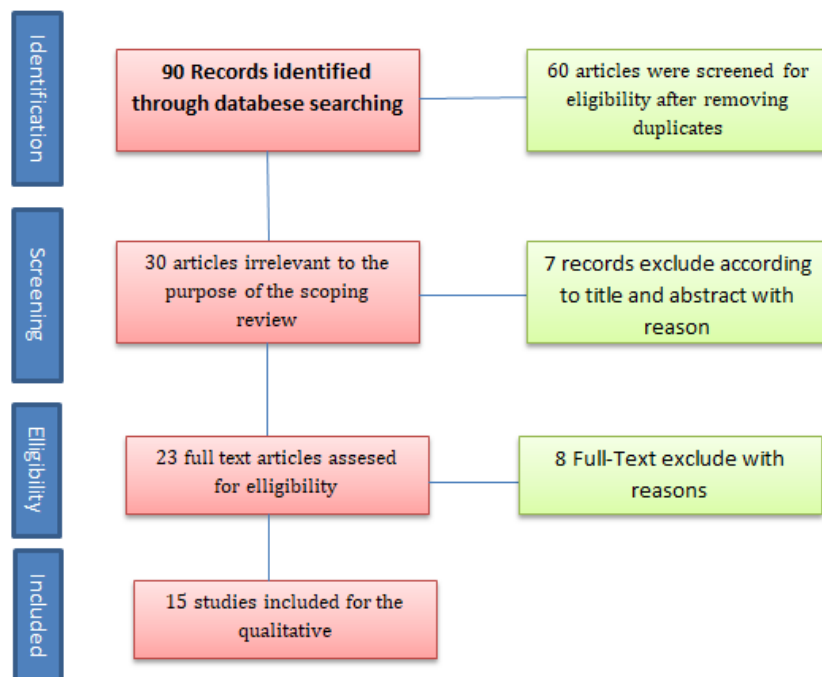 Identification
90 Records identified
through databese searching
60 articles were screened for
eligibility after removing
duplicates
Screening
30 articles irrelevant to the
purpose of the scoping
review
7 records exclude according
to title and abstract with
reason
Elligibility
23 full text articles assesed
for elligibility
8 Full-Text exclude with
reasons
Included
15 studies included for the
qualitative